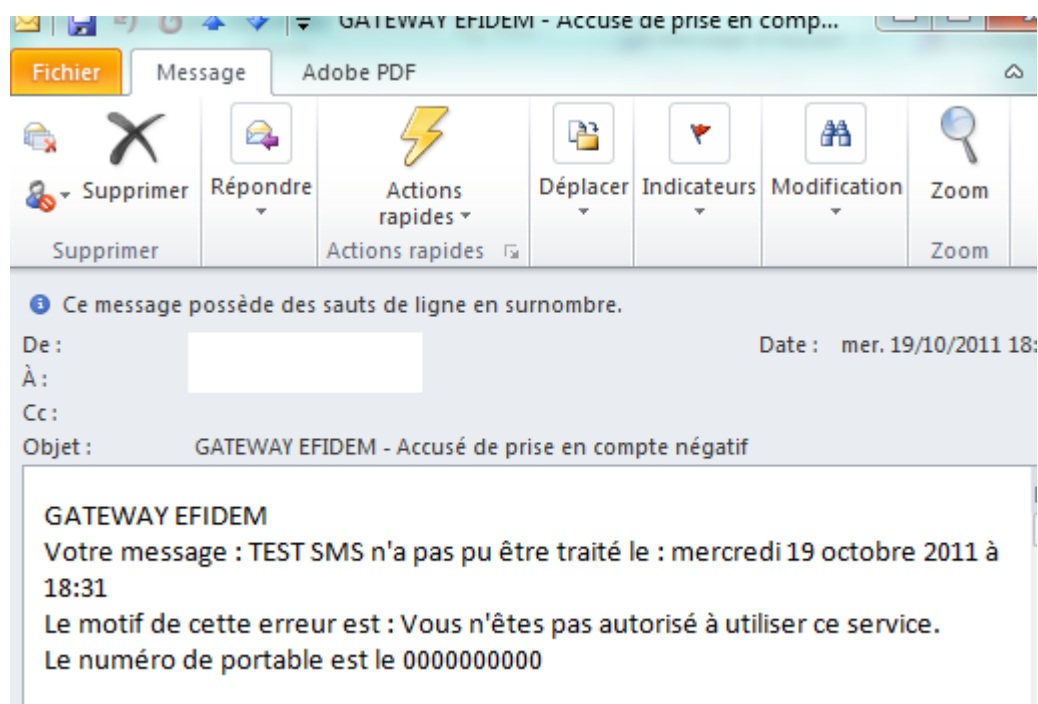 GATEWAY EFIDEM - Accusé de prise en comp...
Fichier Message Adobe PDF
Supprimer Répondre Actions rapides Déplacer Indicateurs Modification Zoom
Supprimer Actions rapides Zoom
Ce message possède des sauts de ligne en surnombre.
De : Date : mer. 19/10/2011 18:
À :
Cc :
Objet : GATEWAY EFIDEM - Accusé de prise en compte négatif
GATEWAY EFIDEM
Votre message : TEST SMS n'a pas pu être traité le : mercredi 19 octobre 2011 à
18:31
Le motif de cette erreur est : Vous n'êtes pas autorisé à utiliser ce service.
Le numéro de portable est le 0000000000